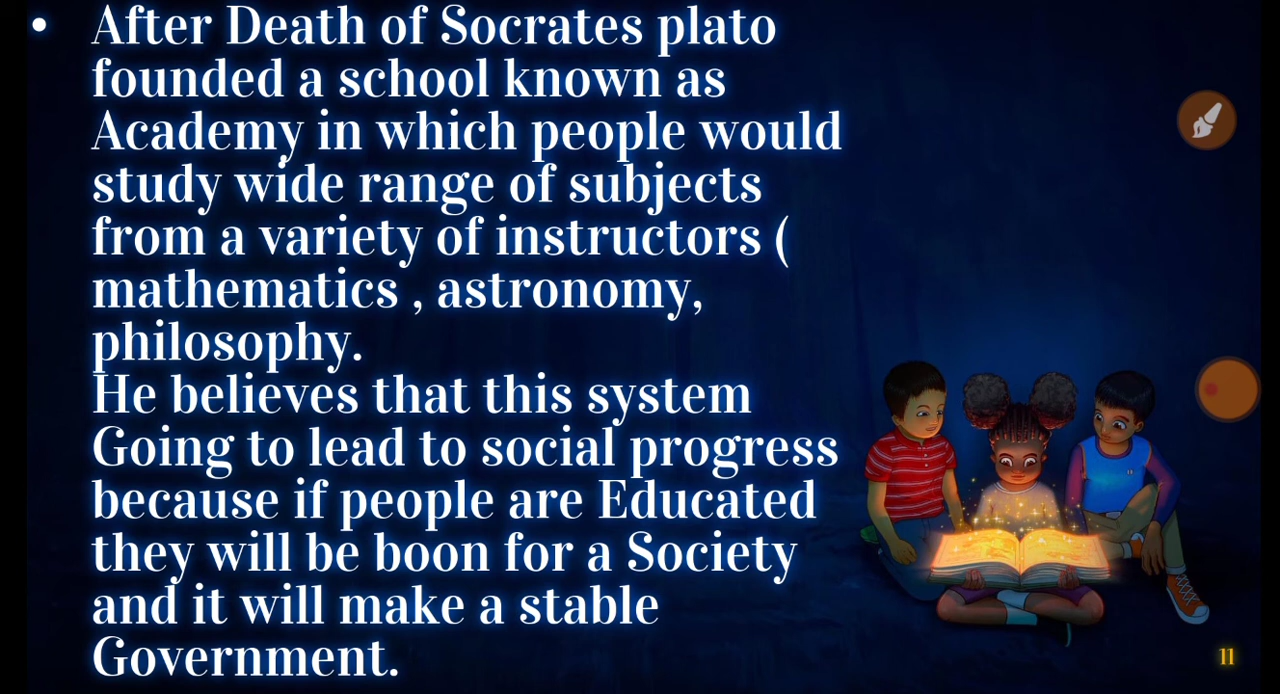 • After Death of Socrates plato
founded a school known as
Academy in which people would
study wide range of subjects
from a variety of instructors (
mathematics , astronomy,
philosophy.
He believes that this system
Going to lead to social progress
because if people are Educated
they will be boon for a Society
and it will make a stable
Government.
11